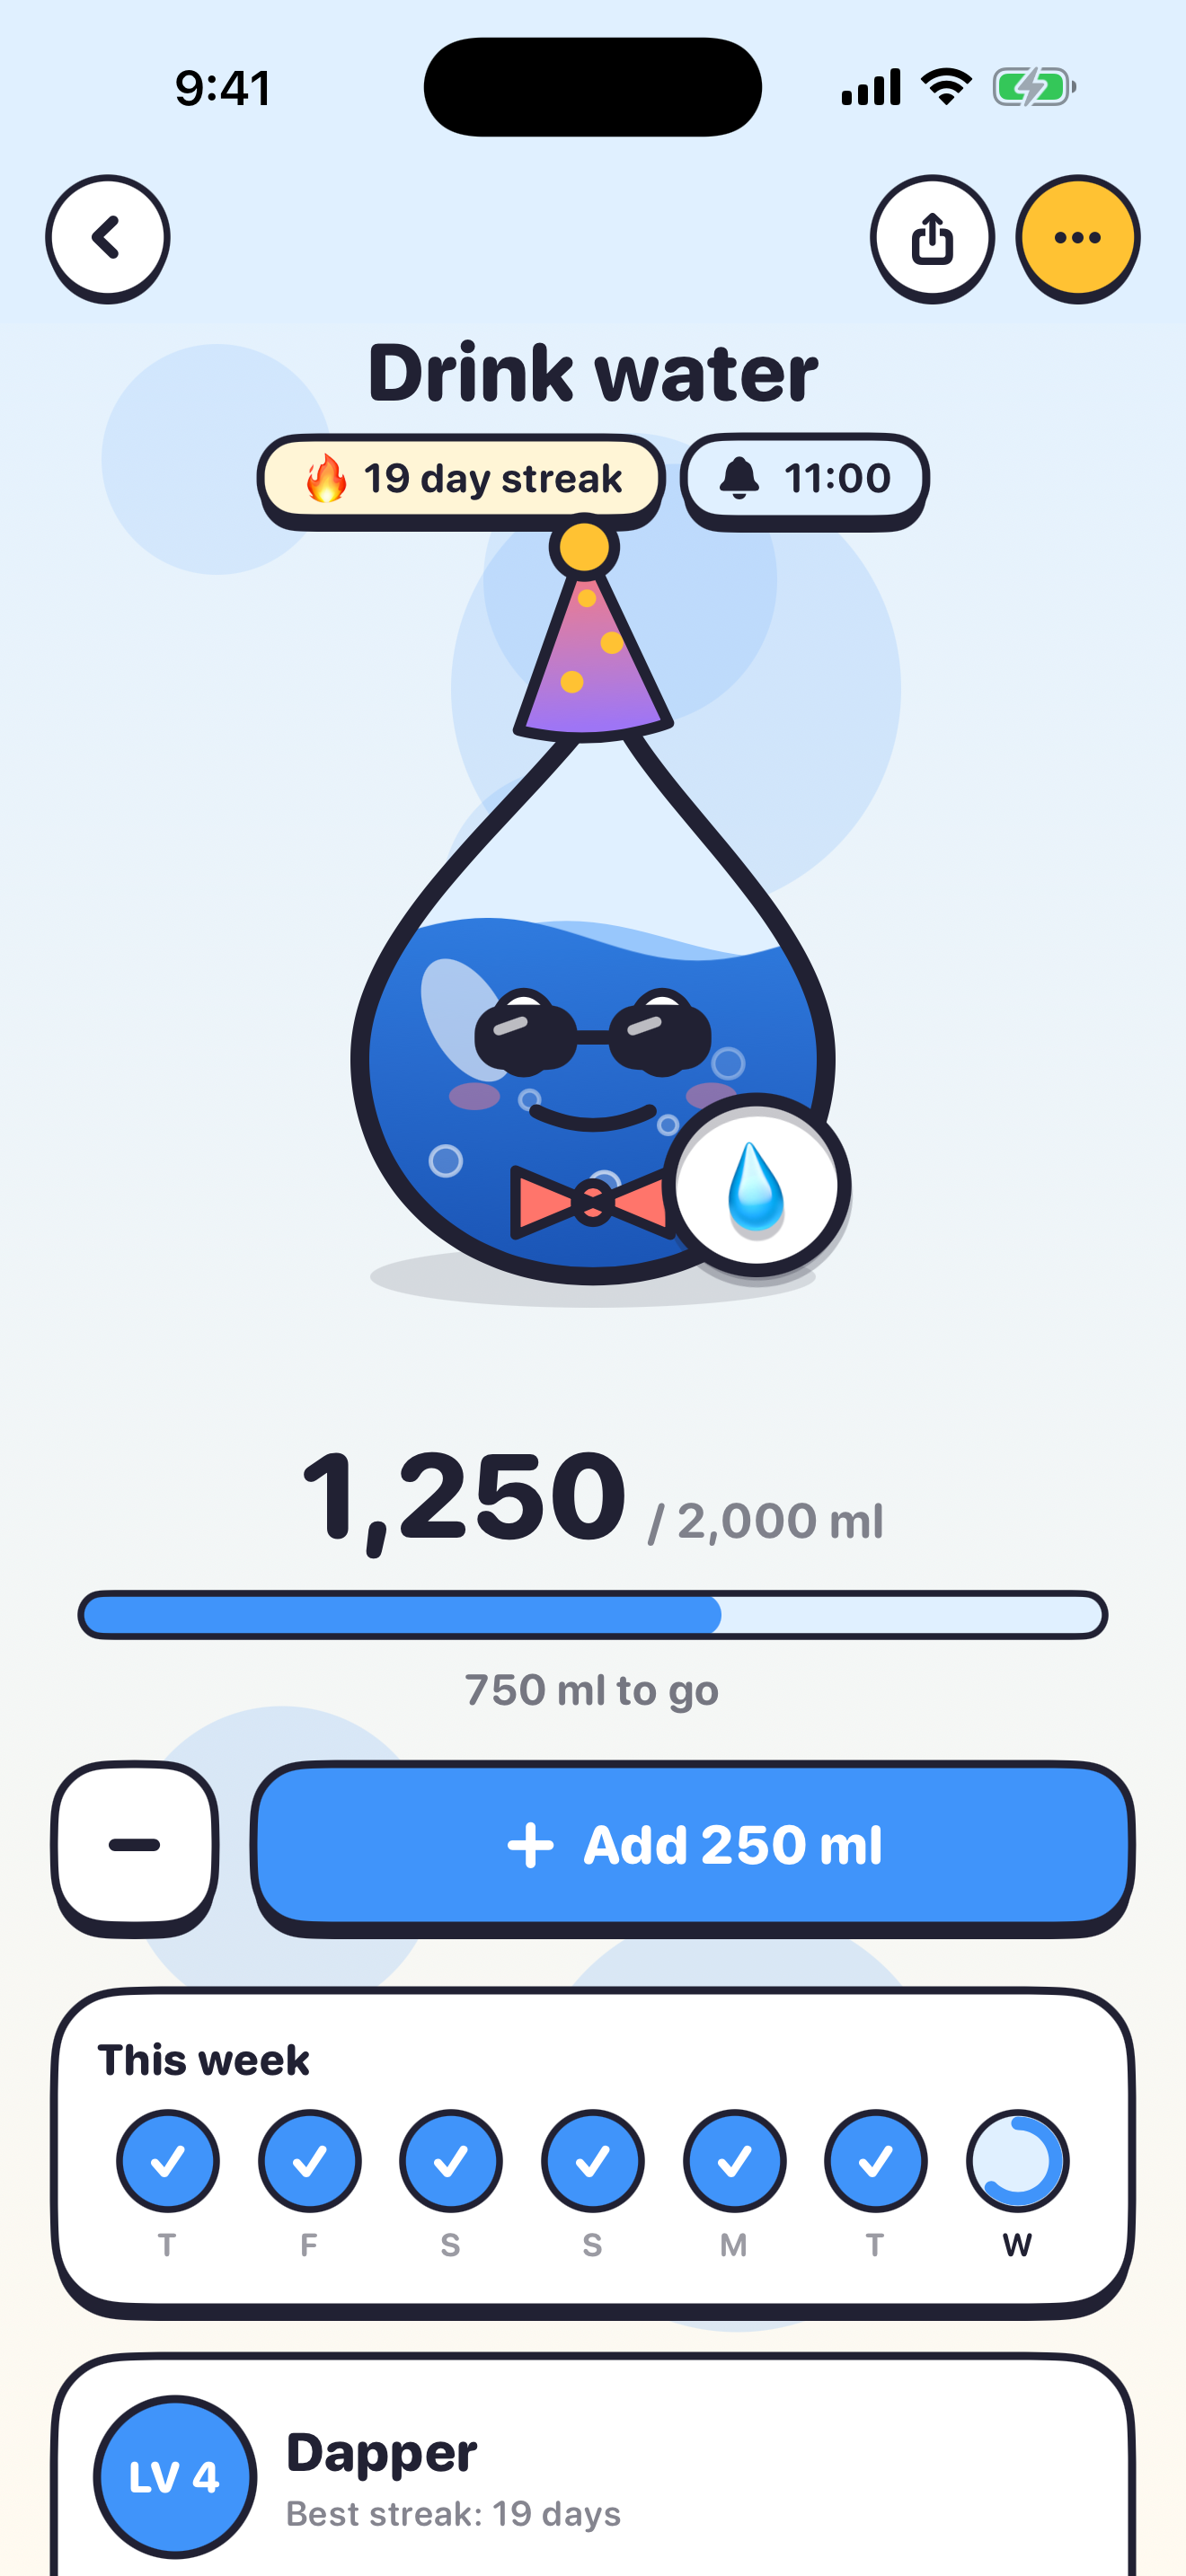 9:41
Drink water
🔥 19 day streak
11:00
1,250 / 2,000 ml
750 ml to go
+ Add 250 ml
This week
T F S S M T W
LV 4
Dapper
Best streak: 19 days